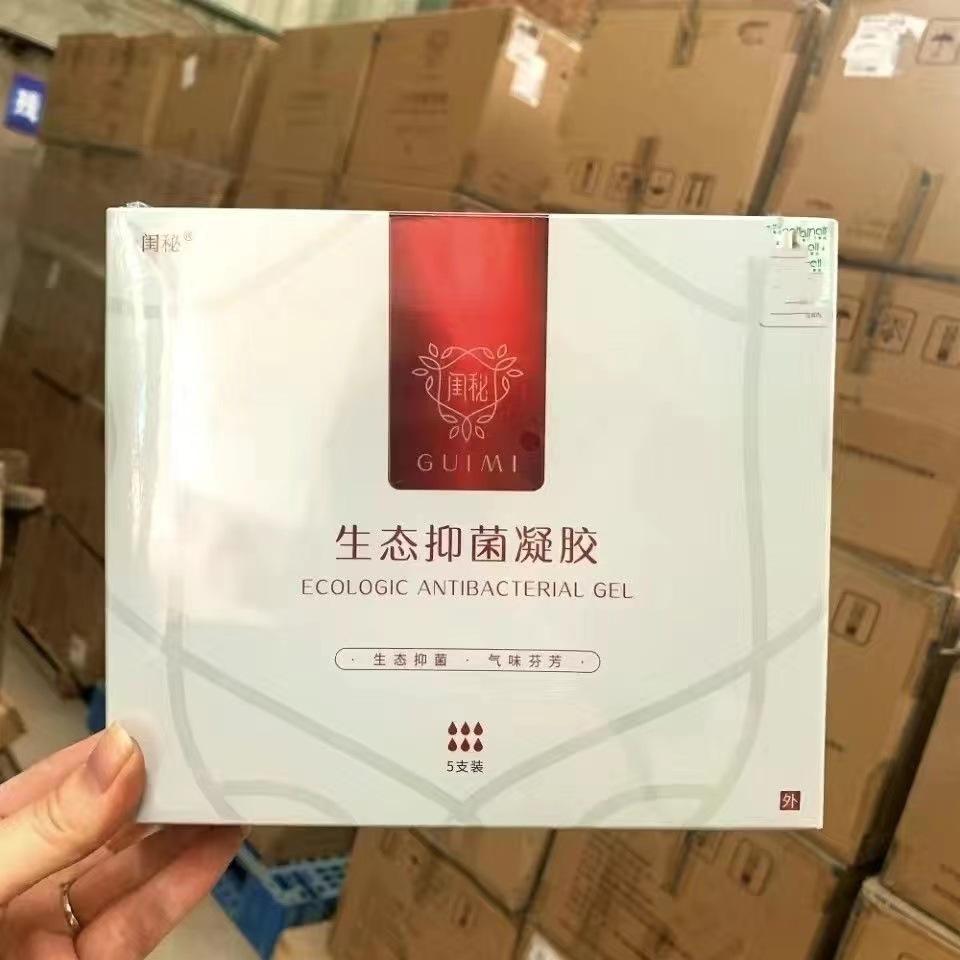 残
闺秘®
闺秘
GUIMI
生态抑菌凝胶
ECOLOGIC ANTIBACTERIAL GEL
· 生态抑菌 · 气味芬芳 ·
5支装
外